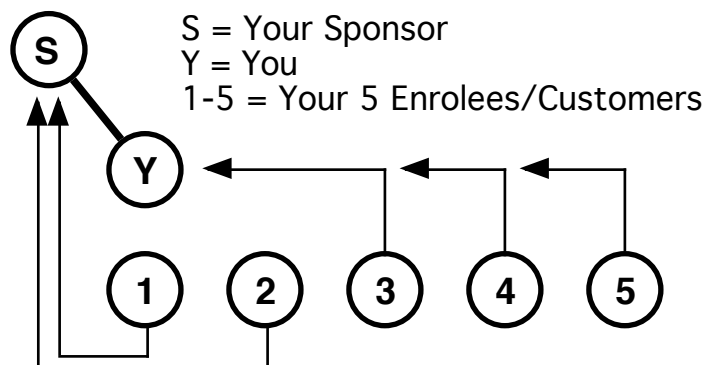 S
S = Your Sponsor
Y = You
1-5 = Your 5 Enrolees/Customers
Y
1 2 3 4 5